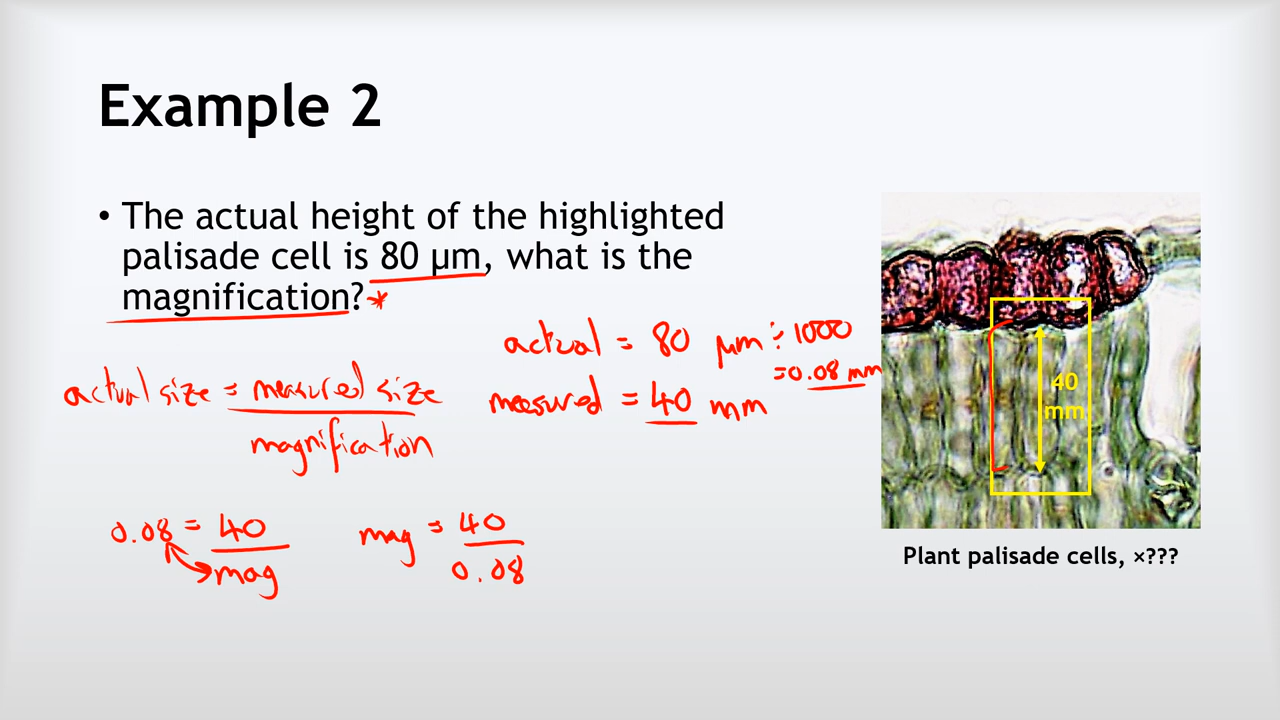 Example 2
• The actual height of the highlighted
palisade cell is 80 µm, what is the
magnification?*
actual = 80 µm ÷ 1000
= 0.08 mm
measured = 40 mm
actual size = measured size
magnification
0.08 = 40
mag
mag = 40
0.08
40
mm
Plant palisade cells, ×???